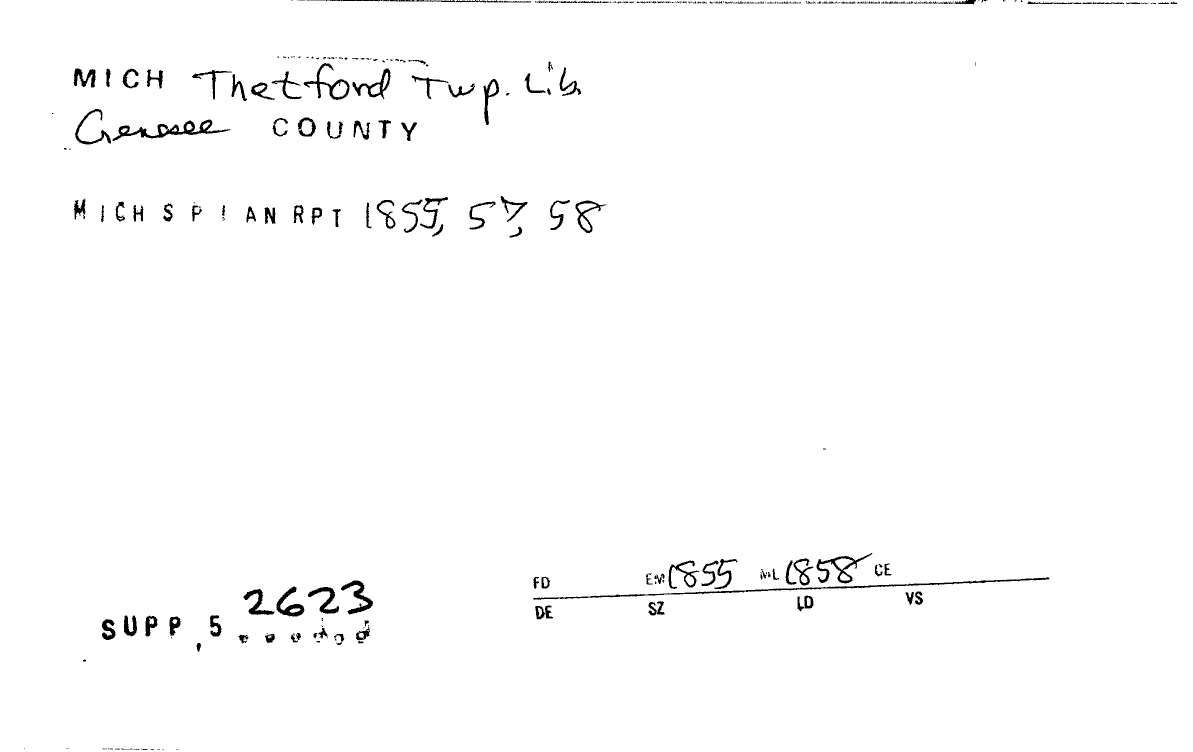 MICH Thetford Twp. Lib.
Genesee COUNTY
MICH S P I AN RPT 1855, 57, 58
FD EM 1855 ML 1858 CE
DE SZ LD VS
2623
SUPP, 5